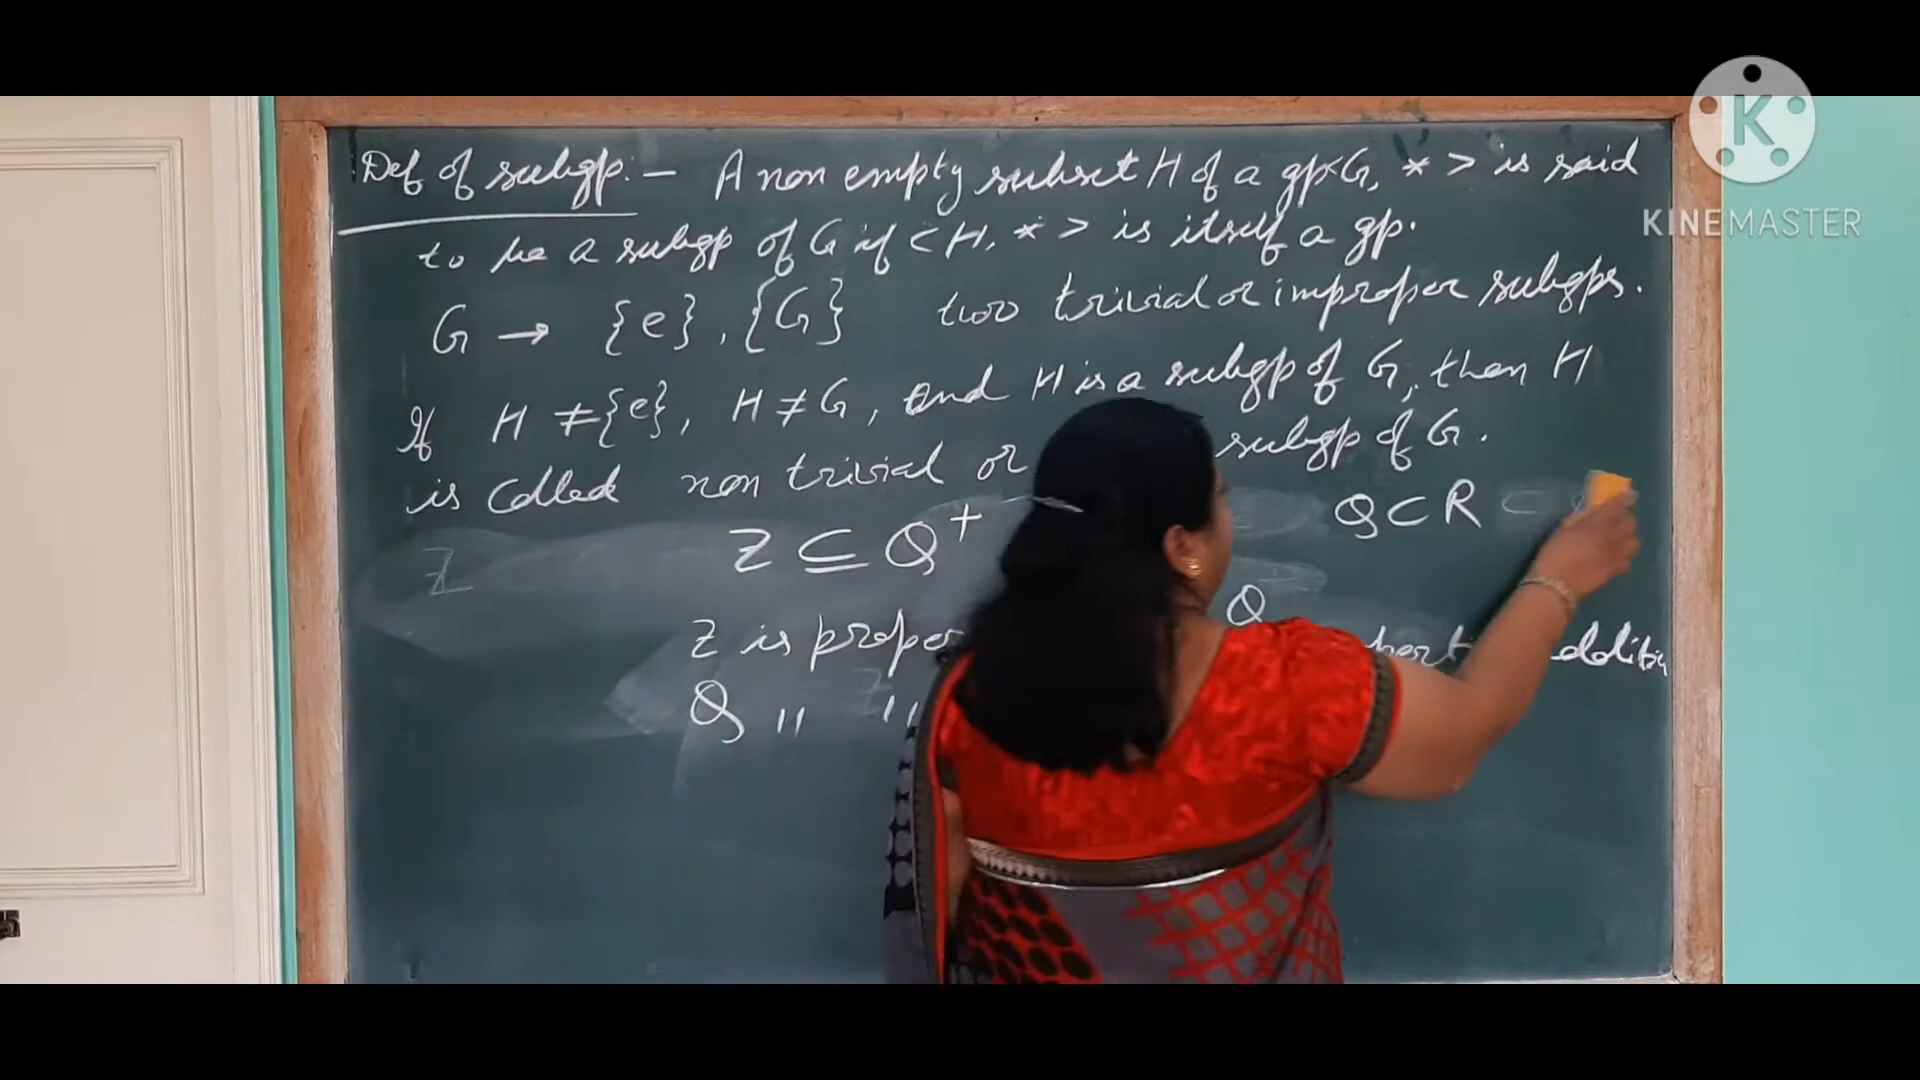 Def of subgp:- A non empty subset H of a gp <G, * > is said
to be a subgp of G if <H, * > is itself a gp.
G → {e}, {G} two trivial or improper subgps.
If H ≠ {e}, H ≠ G, and H is a subgp of G, then H
is called non trivial or subgp of G.
Z ⊆ Q+ Q ⊂ R ⊂
Z
Z is proper Q addition
Q " "
K
KINEMASTER